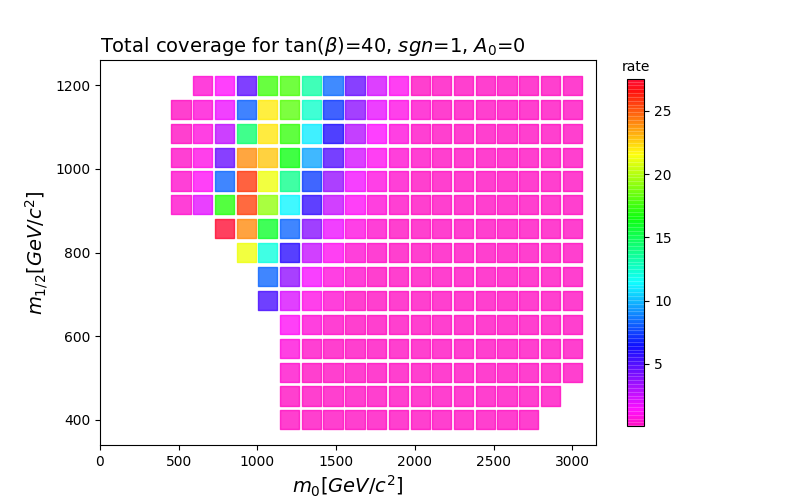 Total coverage for tan(β)=40, sgn=1, A₀=0
rate
1200
1000
800
600
400
25
20
15
10
5
m₁/₂[GeV/c²]
0 500 1000 1500 2000 2500 3000
m₀[GeV/c²]